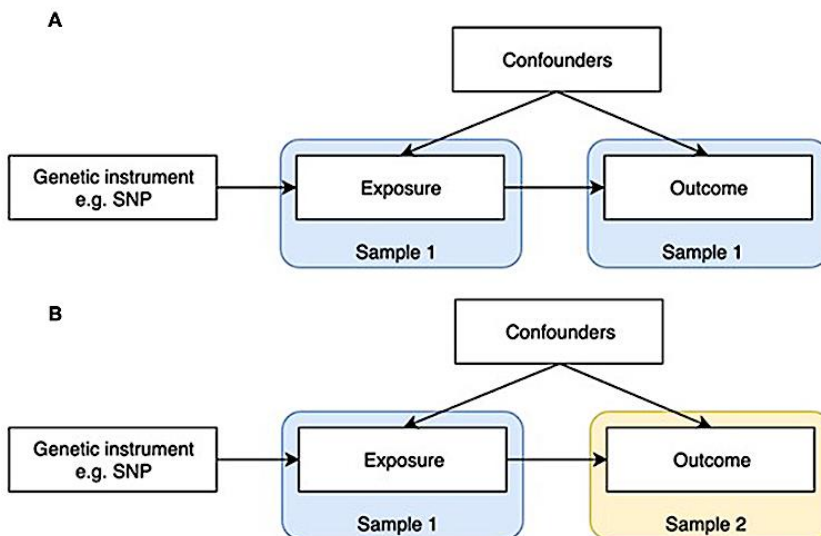 A
Confounders
Genetic instrument
e.g. SNP
Exposure
Outcome
Sample 1
Sample 1
B
Confounders
Genetic instrument
e.g. SNP
Exposure
Outcome
Sample 1
Sample 2